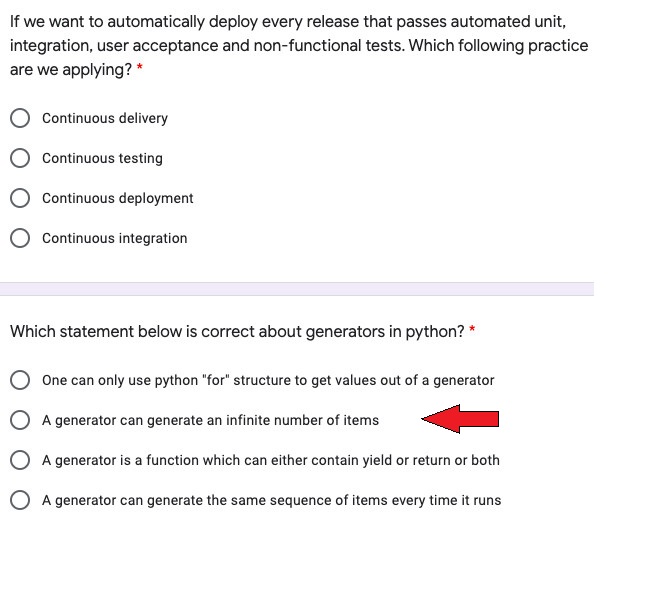 If we want to automatically deploy every release that passes automated unit,
integration, user acceptance and non-functional tests. Which following practice
are we applying? *
Continuous delivery
Continuous testing
Continuous deployment
Continuous integration
Which statement below is correct about generators in python? *
One can only use python "for" structure to get values out of a generator
A generator can generate an infinite number of items
A generator is a function which can either contain yield or return or both
A generator can generate the same sequence of items every time it runs